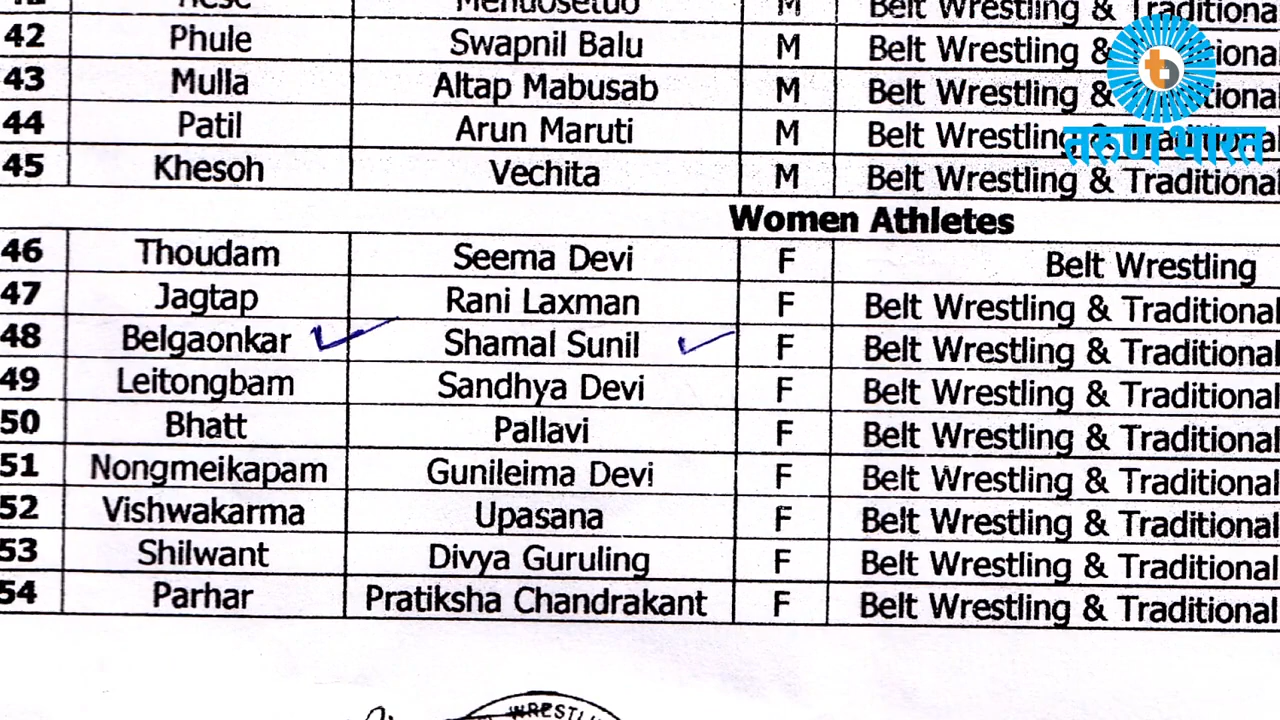 42 Phule Swapnil Balu M Belt Wrestling &
43 Mulla Altap Mabusab M Belt Wrestling &
44 Patil Arun Maruti M Belt Wrestling
45 Khesoh Vechita M Belt Wrestling & Traditional
तरुण भारत
Women Athletes
46 Thoudam Seema Devi F Belt Wrestling
47 Jagtap Rani Laxman F Belt Wrestling & Traditional
48 Belgaonkar Shamal Sunil F Belt Wrestling & Traditional
49 Leitongbam Sandhya Devi F Belt Wrestling & Traditional
50 Bhatt Pallavi F Belt Wrestling & Traditional
51 Nongmeikapam Gunileima Devi F Belt Wrestling & Traditional
52 Vishwakarma Upasana F Belt Wrestling & Traditional
53 Shilwant Divya Guruling F Belt Wrestling & Traditional
54 Parhar Pratiksha Chandrakant F Belt Wrestling & Traditional